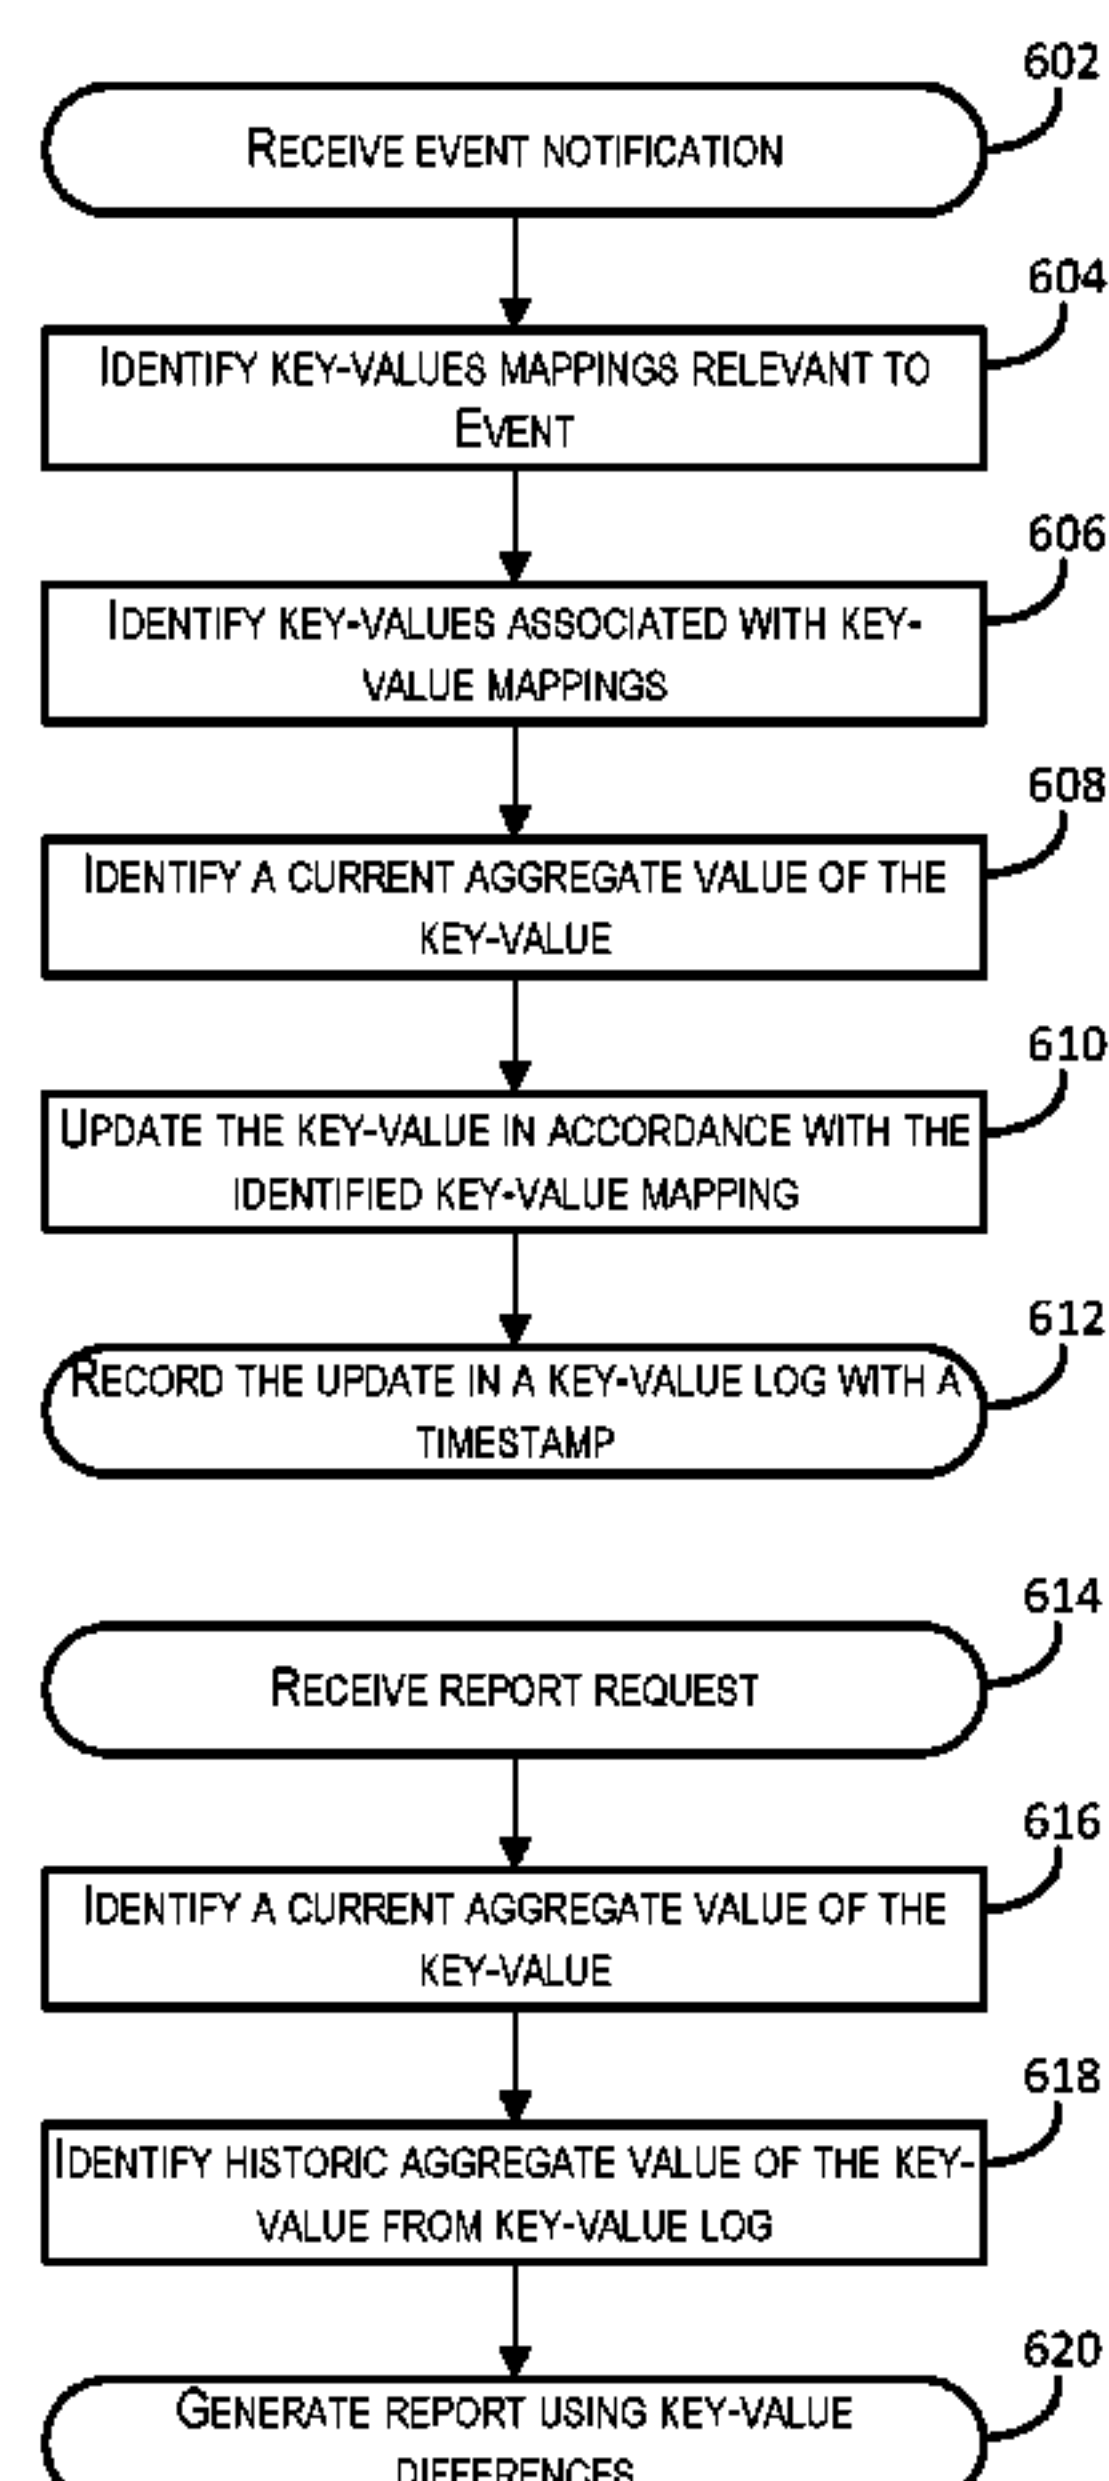 602
RECEIVE EVENT NOTIFICATION
604
IDENTIFY KEY-VALUES MAPPINGS RELEVANT TO
EVENT
606
IDENTIFY KEY-VALUES ASSOCIATED WITH KEY-
VALUE MAPPINGS
608
IDENTIFY A CURRENT AGGREGATE VALUE OF THE
KEY-VALUE
610
UPDATE THE KEY-VALUE IN ACCORDANCE WITH THE
IDENTIFIED KEY-VALUE MAPPING
612
RECORD THE UPDATE IN A KEY-VALUE LOG WITH A
TIMESTAMP
614
RECEIVE REPORT REQUEST
616
IDENTIFY A CURRENT AGGREGATE VALUE OF THE
KEY-VALUE
618
IDENTIFY HISTORIC AGGREGATE VALUE OF THE KEY-
VALUE FROM KEY-VALUE LOG
620
GENERATE REPORT USING KEY-VALUE
DIFFERENCES